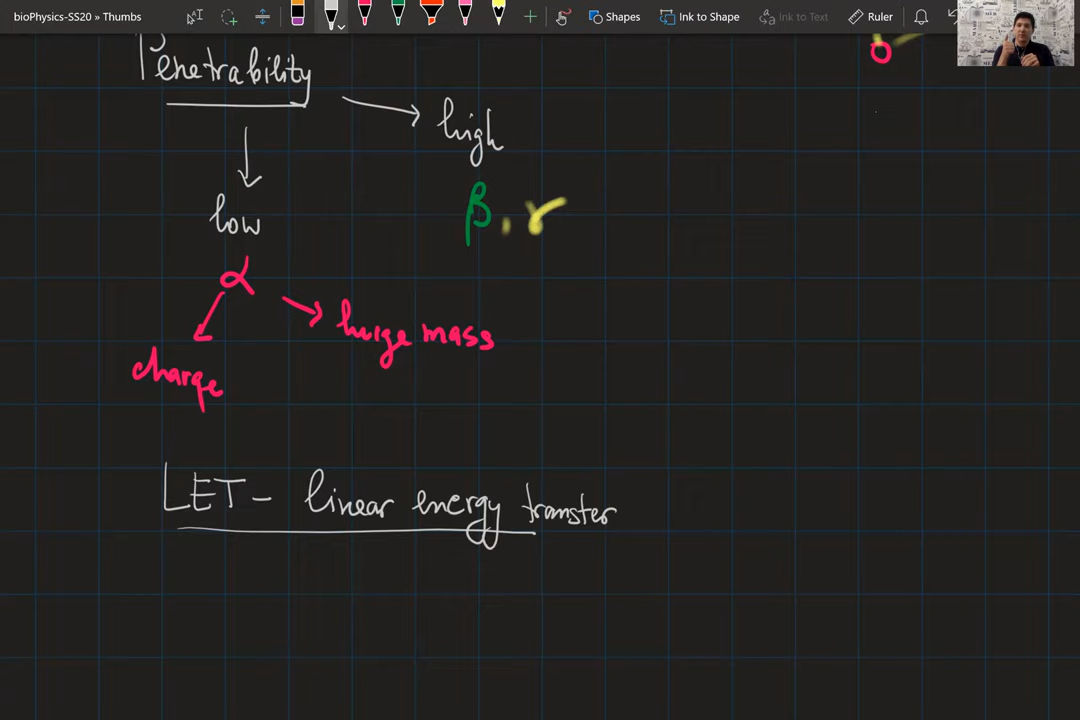 bioPhysics-SS20 » Thumbs
Shapes
Ink to Shape
Ink to Text
Ruler
Penetrability
high
low
β, γ
α
huge mass
charge
LET - linear energy transfer